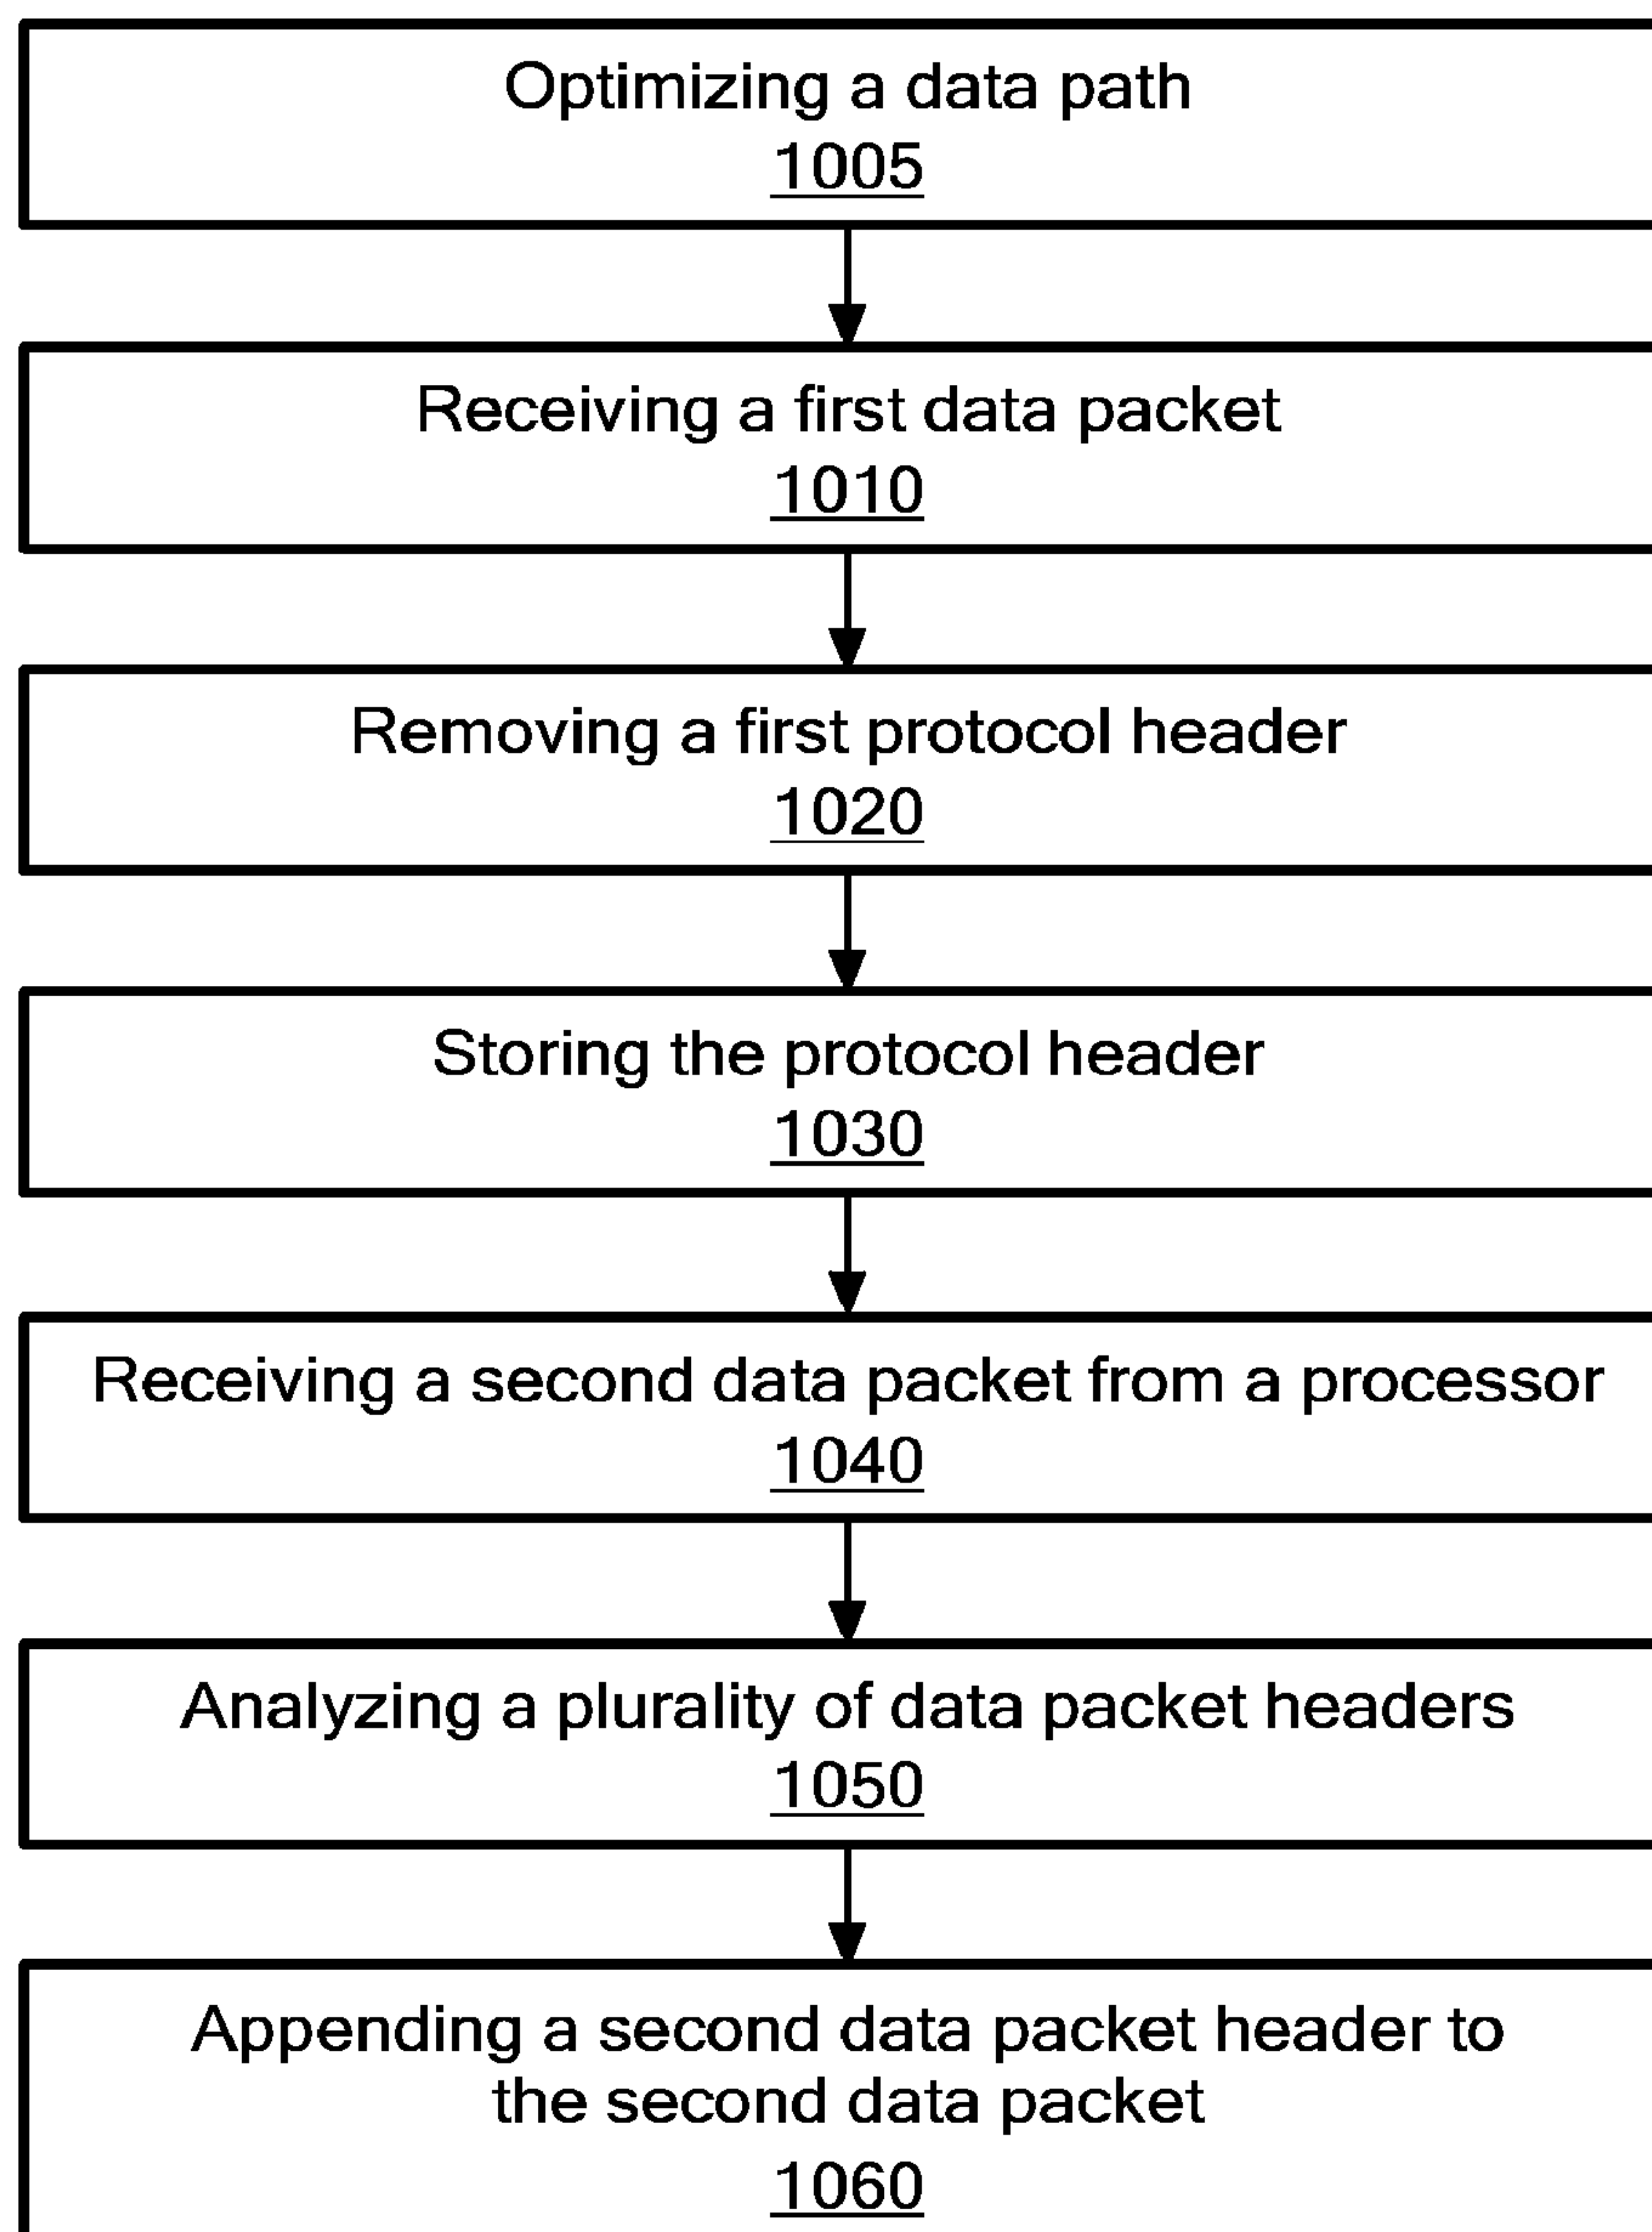 Optimizing a data path
1005
Receiving a first data packet
1010
Removing a first protocol header
1020
Storing the protocol header
1030
Receiving a second data packet from a processor
1040
Analyzing a plurality of data packet headers
1050
Appending a second data packet header to
the second data packet
1060